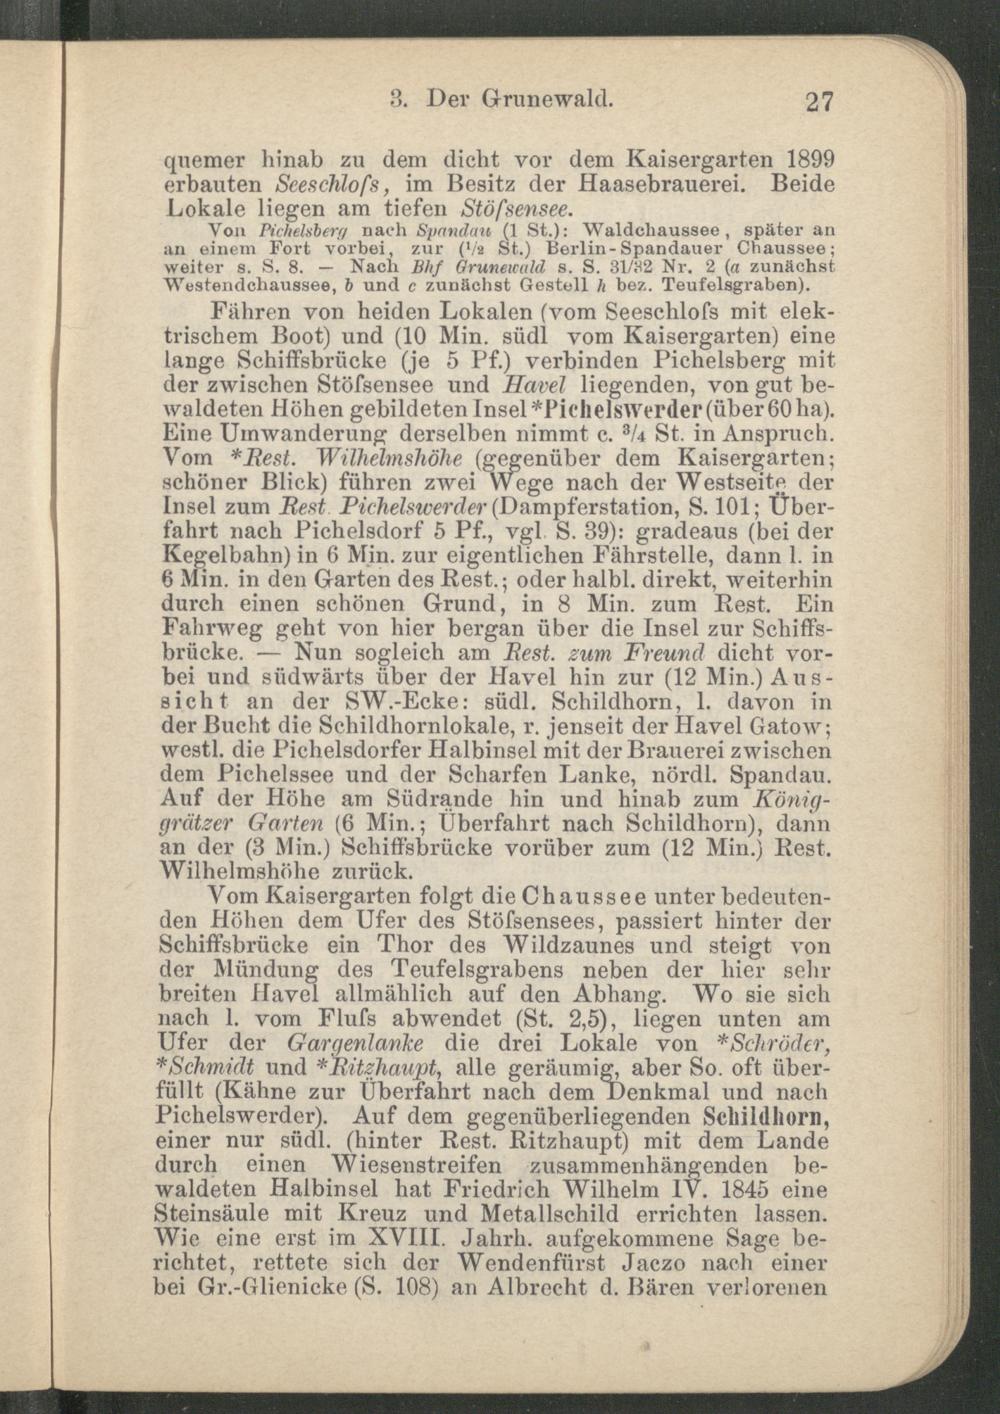 3. Der Grunewald. 27
quemer hinab zu dem dicht vor dem Kaisergarten 1899
erbauten Seeschloſs, im Besitz der Haasebrauerei. Beide
Lokale liegen am tiefen Stöſsensee.
Von Pichelsberg nach Spandau (1 St.): Waldchaussee, später an
an einem Fort vorbei, zur (1/2 St.) Berlin-Spandauer Chaussee;
weiter s. S. 8. — Nach Bhf Grunewald s. S. 31/32 Nr. 2 (a zunächst
Westendchaussee, b und c zunächst Gestell h bez. Teufelsgraben).
Fähren von beiden Lokalen (vom Seeschloſs mit elek-
trischem Boot) und (10 Min. südl vom Kaisergarten) eine
lange Schiffsbrücke (je 5 Pf.) verbinden Pichelsberg mit
der zwischen Stöſsensee und Havel liegenden, von gut be-
waldeten Höhen gebildeten Insel *Pichelswerder (über 60 ha).
Eine Umwanderung derselben nimmt c. 3/4 St. in Anspruch.
Vom *Rest. Wilhelmshöhe (gegenüber dem Kaisergarten;
schöner Blick) führen zwei Wege nach der Westseite der
Insel zum Rest. Pichelswerder (Dampferstation, S. 101; Über-
fahrt nach Pichelsdorf 5 Pf., vgl. S. 39): gradeaus (bei der
Kegelbahn) in 6 Min. zur eigentlichen Fährstelle, dann l. in
6 Min. in den Garten des Rest.; oder halbl. direkt, weiterhin
durch einen schönen Grund, in 8 Min. zum Rest. Ein
Fahrweg geht von hier bergan über die Insel zur Schiffs-
brücke. — Nun sogleich am Rest. zum Freund dicht vor-
bei und südwärts über der Havel hin zur (12 Min.) Aus-
sicht an der SW.-Ecke: südl. Schildhorn, l. davon in
der Bucht die Schildhornlokale, r. jenseit der Havel Gatow;
westl. die Pichelsdorfer Halbinsel mit der Brauerei zwischen
dem Pichelssee und der Scharfen Lanke, nördl. Spandau.
Auf der Höhe am Südrande hin und hinab zum König-
grätzer Garten (6 Min.; Überfahrt nach Schildhorn), dann
an der (3 Min.) Schiffsbrücke vorüber zum (12 Min.) Rest.
Wilhelmshöhe zurück.
Vom Kaisergarten folgt die Chaussee unter bedeuten-
den Höhen dem Ufer des Stöſsensees, passiert hinter der
Schiffsbrücke ein Thor des Wildzaunes und steigt von
der Mündung des Teufelsgrabens neben der hier sehr
breiten Havel allmählich auf den Abhang. Wo sie sich
nach l. vom Fluſs abwendet (St. 2,5), liegen unten am
Ufer der Gargenlanke die drei Lokale von *Schröder,
*Schmidt und *Ritzhaupt, alle geräumig, aber So. oft über-
füllt (Kähne zur Überfahrt nach dem Denkmal und nach
Pichelswerder). Auf dem gegenüberliegenden Schildhorn,
einer nur südl. (hinter Rest. Ritzhaupt) mit dem Lande
durch einen Wiesenstreifen zusammenhängenden be-
waldeten Halbinsel hat Friedrich Wilhelm IV. 1845 eine
Steinsäule mit Kreuz und Metallschild errichten lassen.
Wie eine erst im XVIII. Jahrh. aufgekommene Sage be-
richtet, rettete sich der Wendenfürst Jaczo nach einer
bei Gr.-Glienicke (S. 108) an Albrecht d. Bären verlorenen